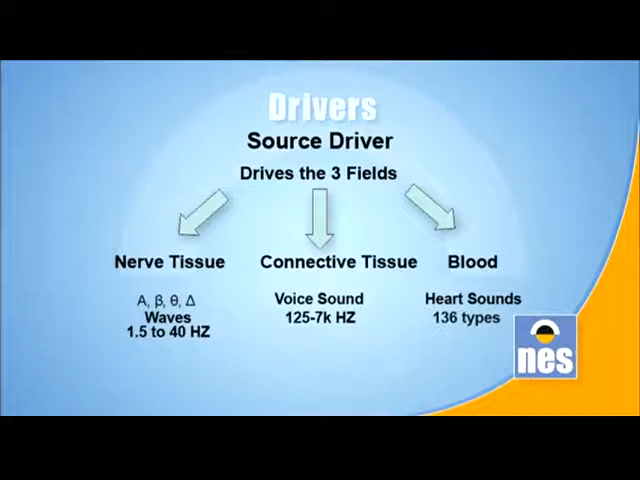 Drivers
Source Driver
Drives the 3 Fields
Nerve Tissue
Connective Tissue
Blood
Α, β, θ, Δ
Waves
1.5 to 40 HZ
Voice Sound
125-7k HZ
Heart Sounds
136 types
nes